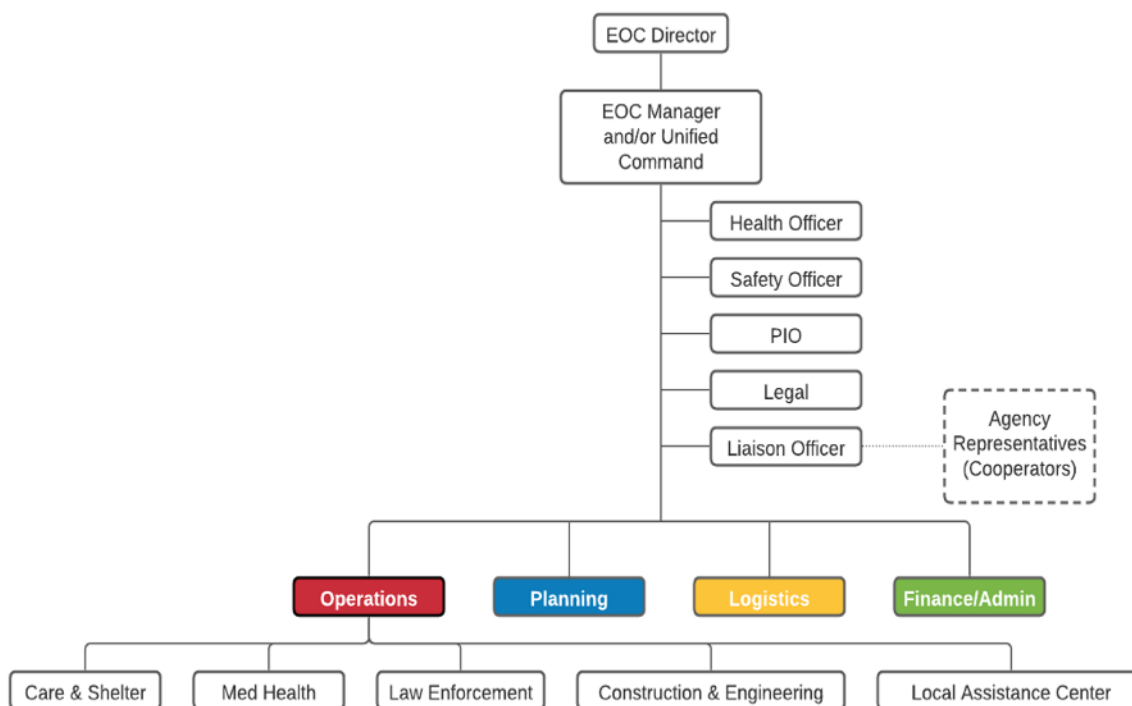 EOC Director
EOC Manager
and/or Unified
Command
Health Officer
Safety Officer
PIO
Legal
Liaison Officer
Agency
Representatives
(Cooperators)
Operations
Planning
Logistics
Finance/Admin
Care & Shelter
Med Health
Law Enforcement
Construction & Engineering
Local Assistance Center